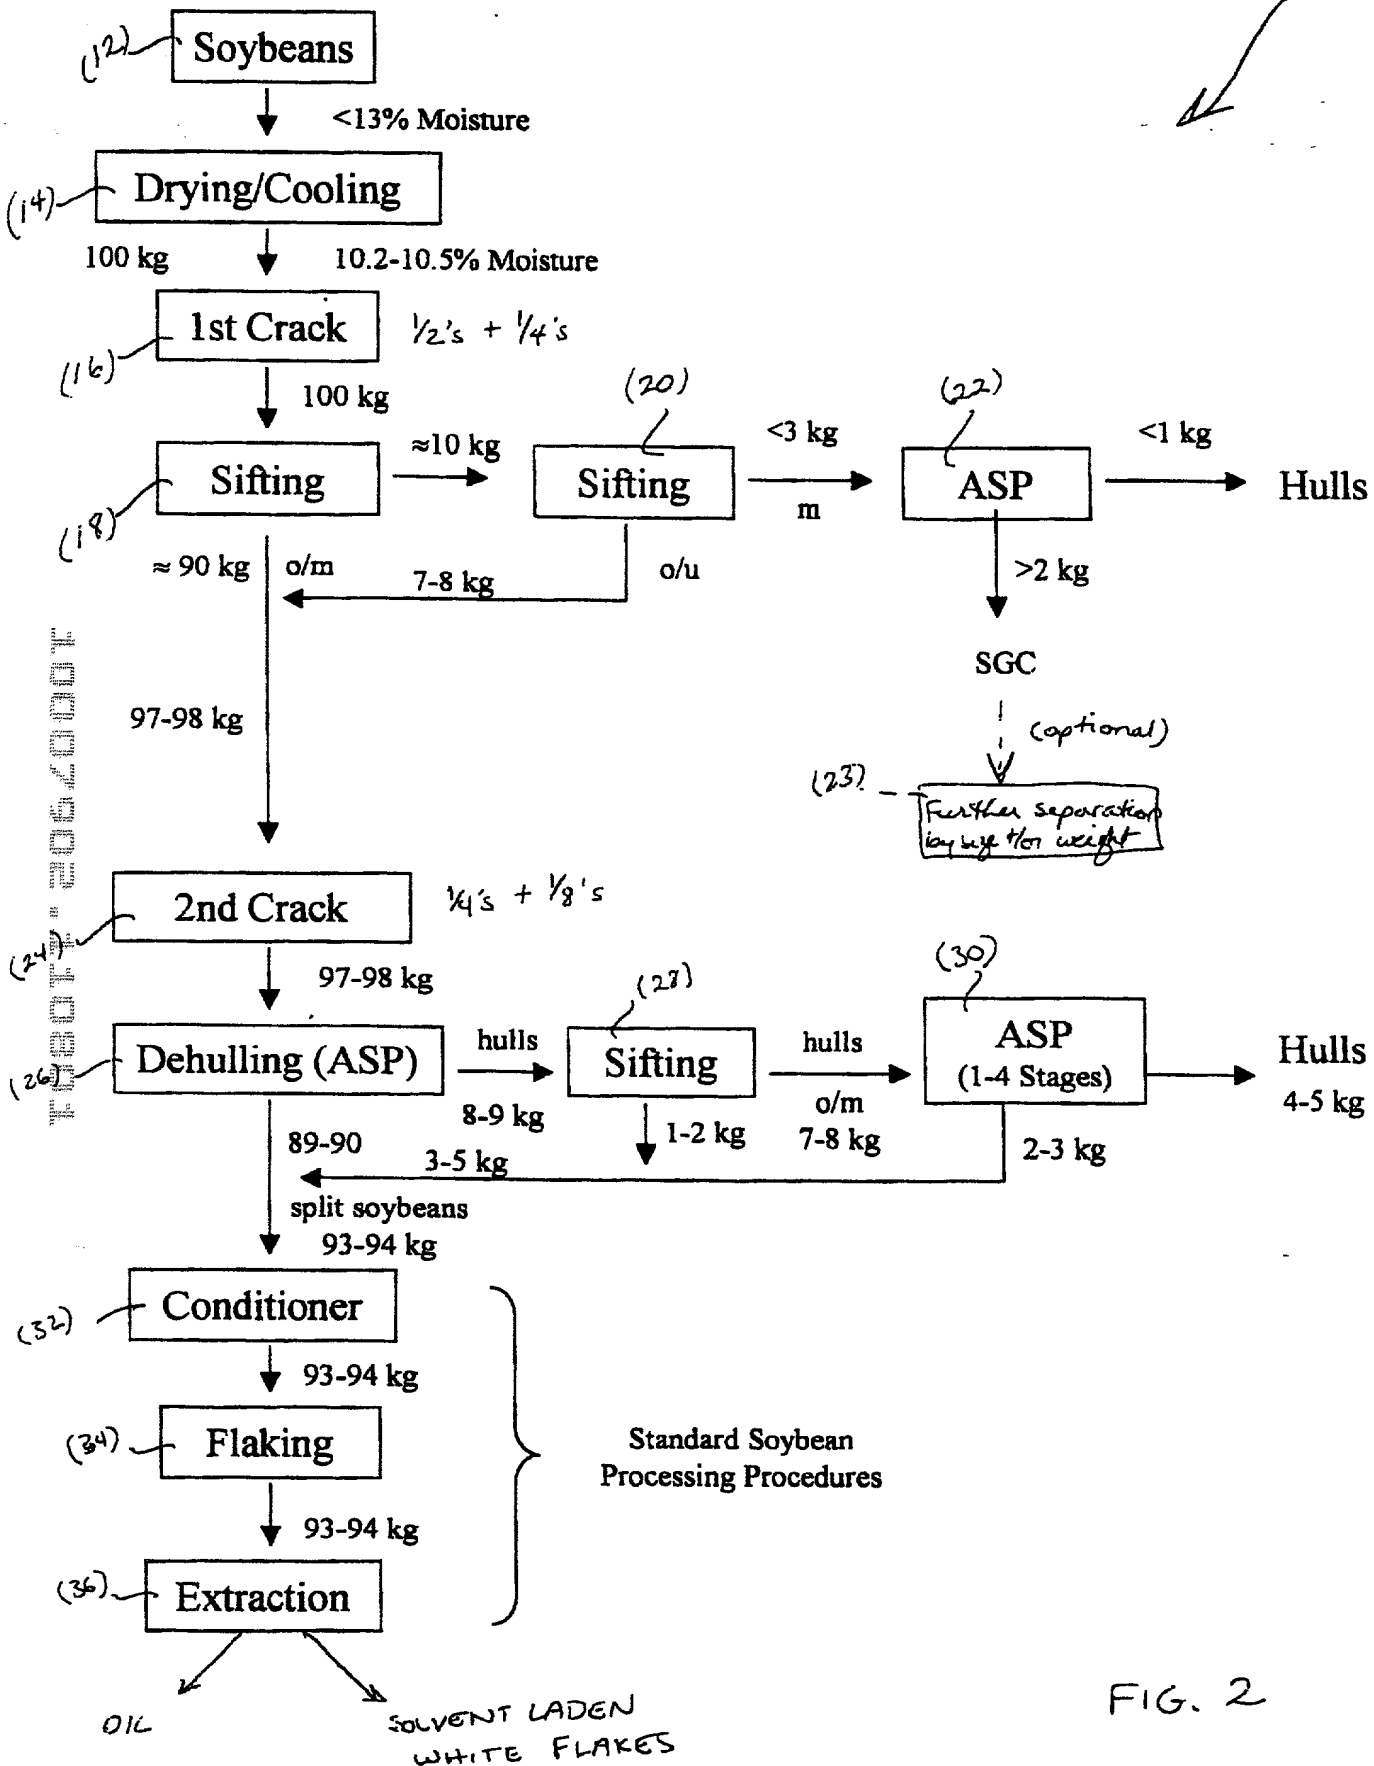 (12)
Soybeans
<13% Moisture
(14)
Drying/Cooling
100 kg
10.2-10.5% Moisture
(16)
1st Crack
1/2's + 1/4's
100 kg
(18)
Sifting
≈10 kg
(20)
Sifting
<3 kg
m
(22)
ASP
<1 kg
Hulls
≈ 90 kg
o/m
7-8 kg
o/u
>2 kg
SGC
(optional)
(23)
Further separation
by size +/or weight
97-98 kg
(24)
2nd Crack
1/4's + 1/8's
97-98 kg
(26)
Dehulling (ASP)
hulls
8-9 kg
(28)
Sifting
hulls
o/m
7-8 kg
(30)
ASP
(1-4 Stages)
Hulls
4-5 kg
89-90
3-5 kg
1-2 kg
2-3 kg
split soybeans
93-94 kg
(32)
Conditioner
93-94 kg
(34)
Flaking
93-94 kg
(36)
Extraction
Standard Soybean
Processing Procedures
OIL
SOLVENT LADEN
WHITE FLAKES
FIG. 2